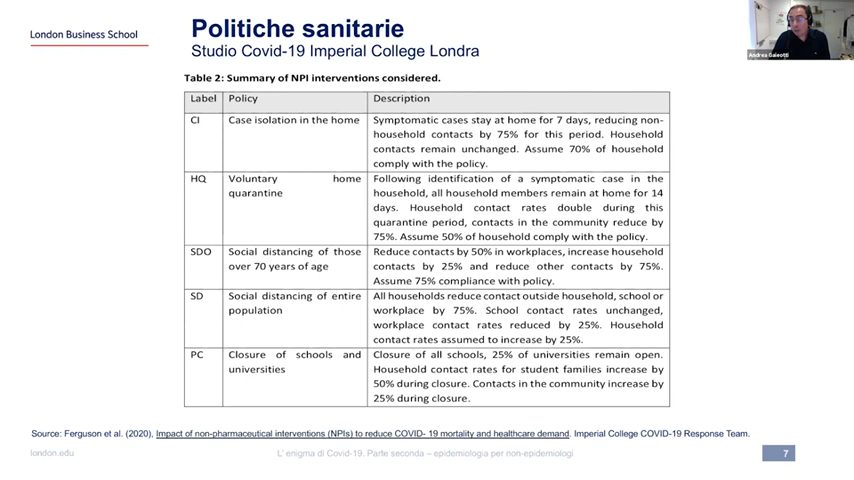 London Business School
Politiche sanitarie
Studio Covid-19 Imperial College Londra
Andrea Galeotti
Table 2: Summary of NPI interventions considered.
Label Policy Description
CI Case isolation in the home Symptomatic cases stay at home for 7 days, reducing non-
household contacts by 75% for this period. Household
contacts remain unchanged. Assume 70% of household
comply with the policy.
HQ Voluntary home Following identification of a symptomatic case in the
quarantine household, all household members remain at home for 14
days. Household contact rates double during this
quarantine period, contacts in the community reduce by
75%. Assume 50% of household comply with the policy.
SDO Social distancing of those Reduce contacts by 50% in workplaces, increase household
over 70 years of age contacts by 25% and reduce other contacts by 75%.
Assume 75% compliance with policy.
SD Social distancing of entire All households reduce contact outside household, school or
population workplace by 75%. School contact rates unchanged,
workplace contact rates reduced by 25%. Household
contact rates assumed to increase by 25%.
PC Closure of schools and Closure of all schools, 25% of universities remain open.
universities Household contact rates for student families increase by
50% during closure. Contacts in the community increase by
25% during closure.
Source: Ferguson et al. (2020), Impact of non-pharmaceutical interventions (NPIs) to reduce COVID- 19 mortality and healthcare demand. Imperial College COVID-19 Response Team.
london.edu
L' enigma di Covid-19. Parte seconda – epidemiologia per non-epidemiologi
7